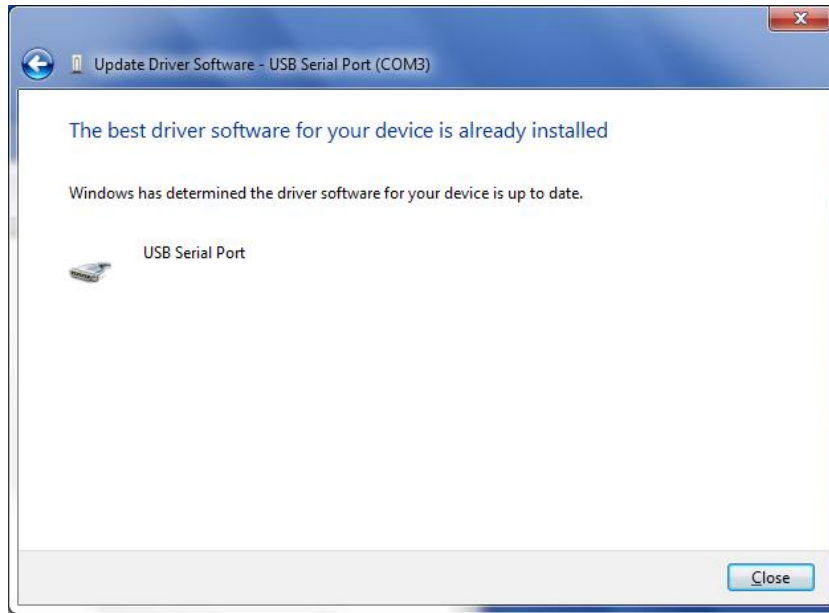 Update Driver Software - USB Serial Port (COM3)
The best driver software for your device is already installed
Windows has determined the driver software for your device is up to date.
USB Serial Port
Close